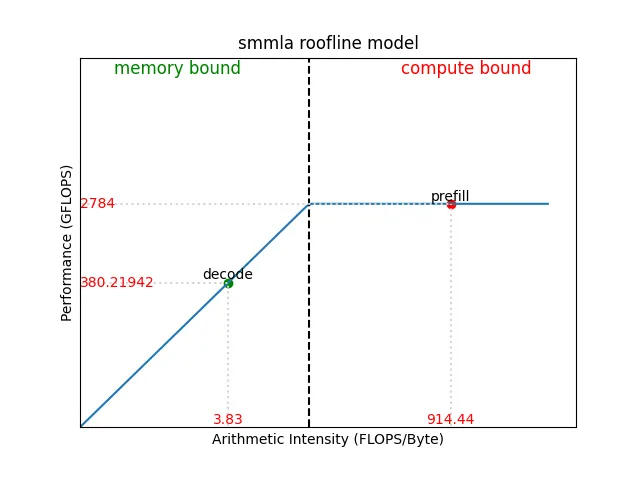 smmla roofline model
memory bound
compute bound
Performance (GFLOPS)
2784
prefill
decode
380.21942
3.83
914.44
Arithmetic Intensity (FLOPS/Byte)